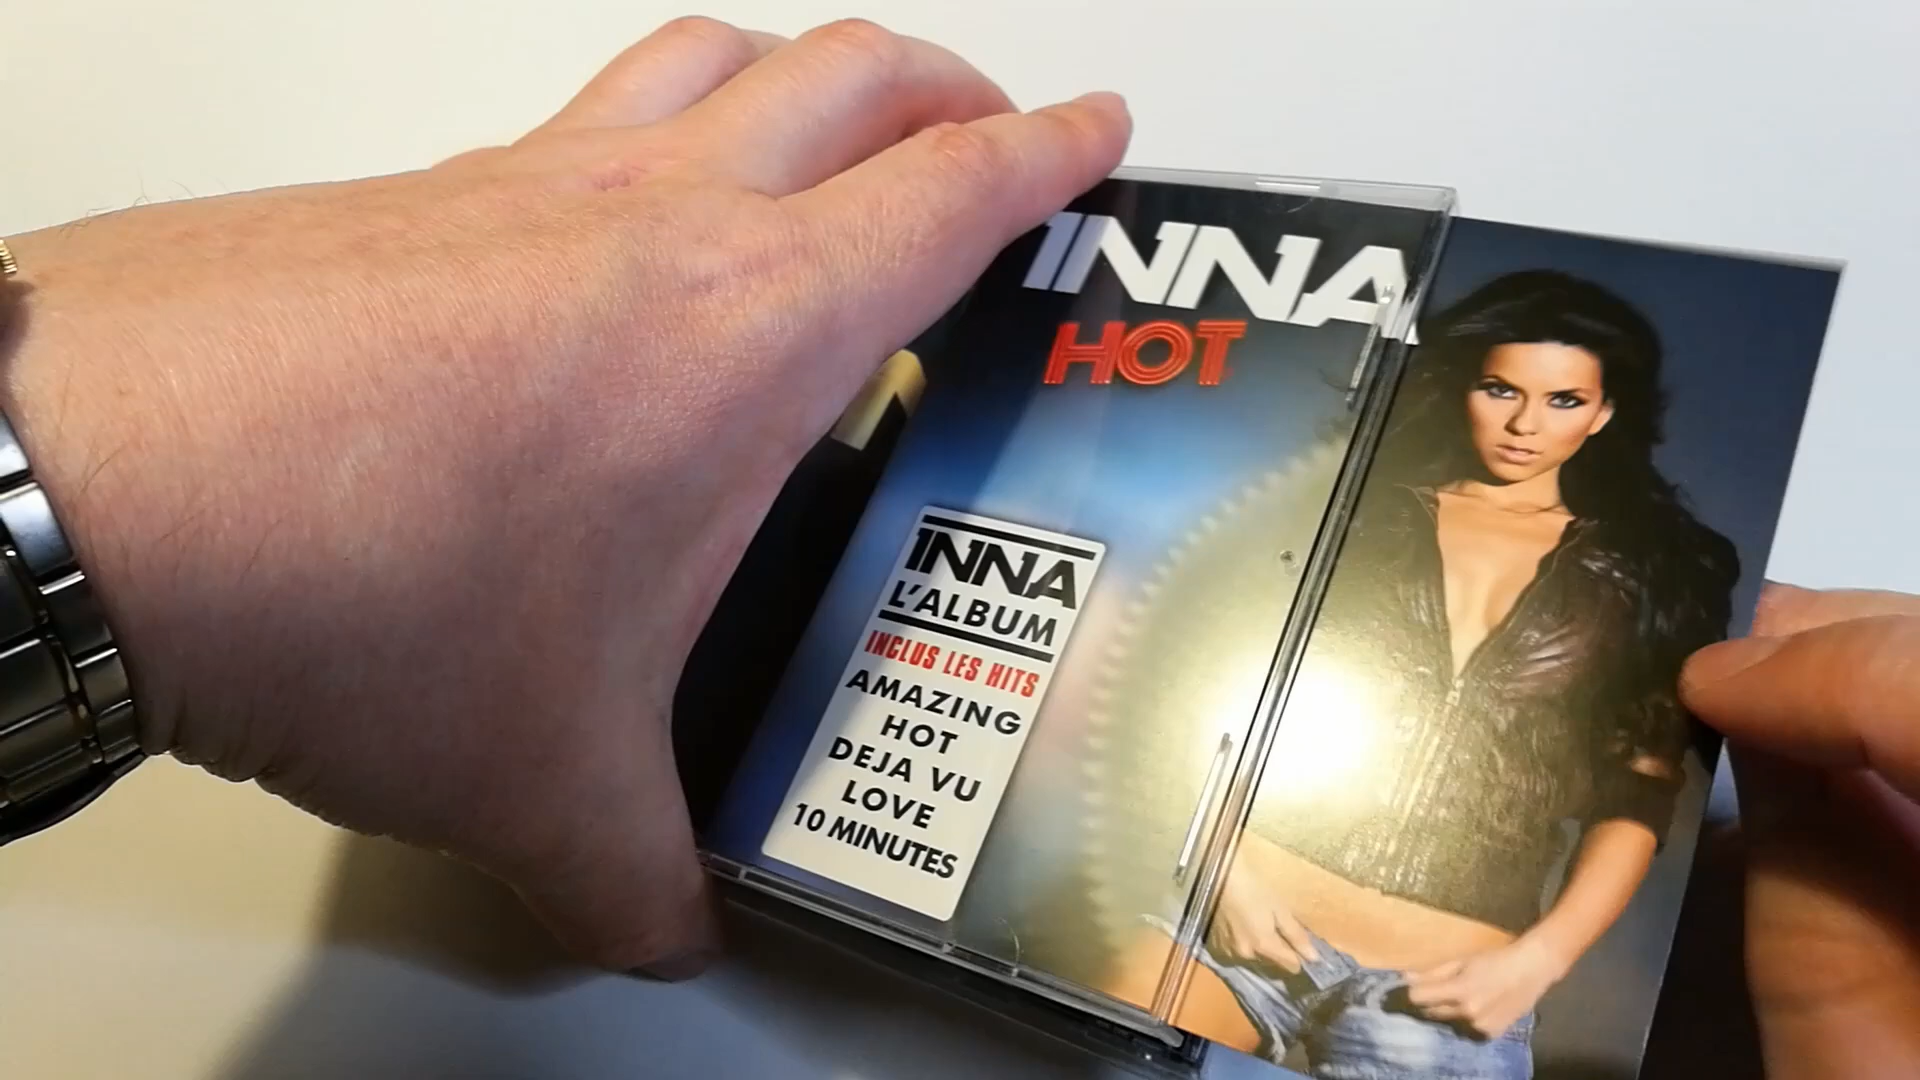 INNA
HOT
INNA
L'ALBUM
INCLUS LES HITS
AMAZING
HOT
DEJA VU
LOVE
10 MINUTES